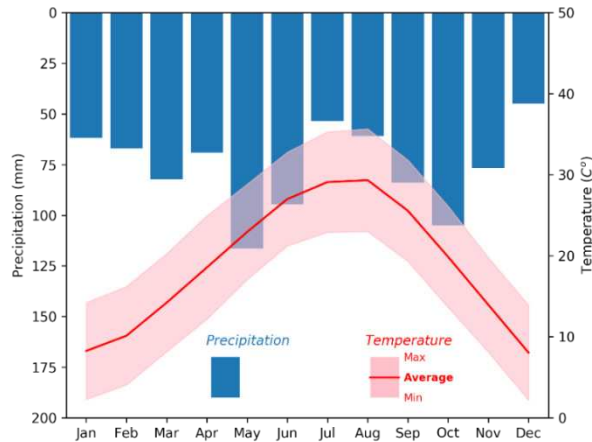 0
25
50
75
100
125
150
175
200
Precipitation (mm)
50
40
30
20
10
0
Temperature (C°)
Precipitation
Temperature
Max
Average
Min
Jan Feb Mar Apr May Jun Jul Aug Sep Oct Nov Dec